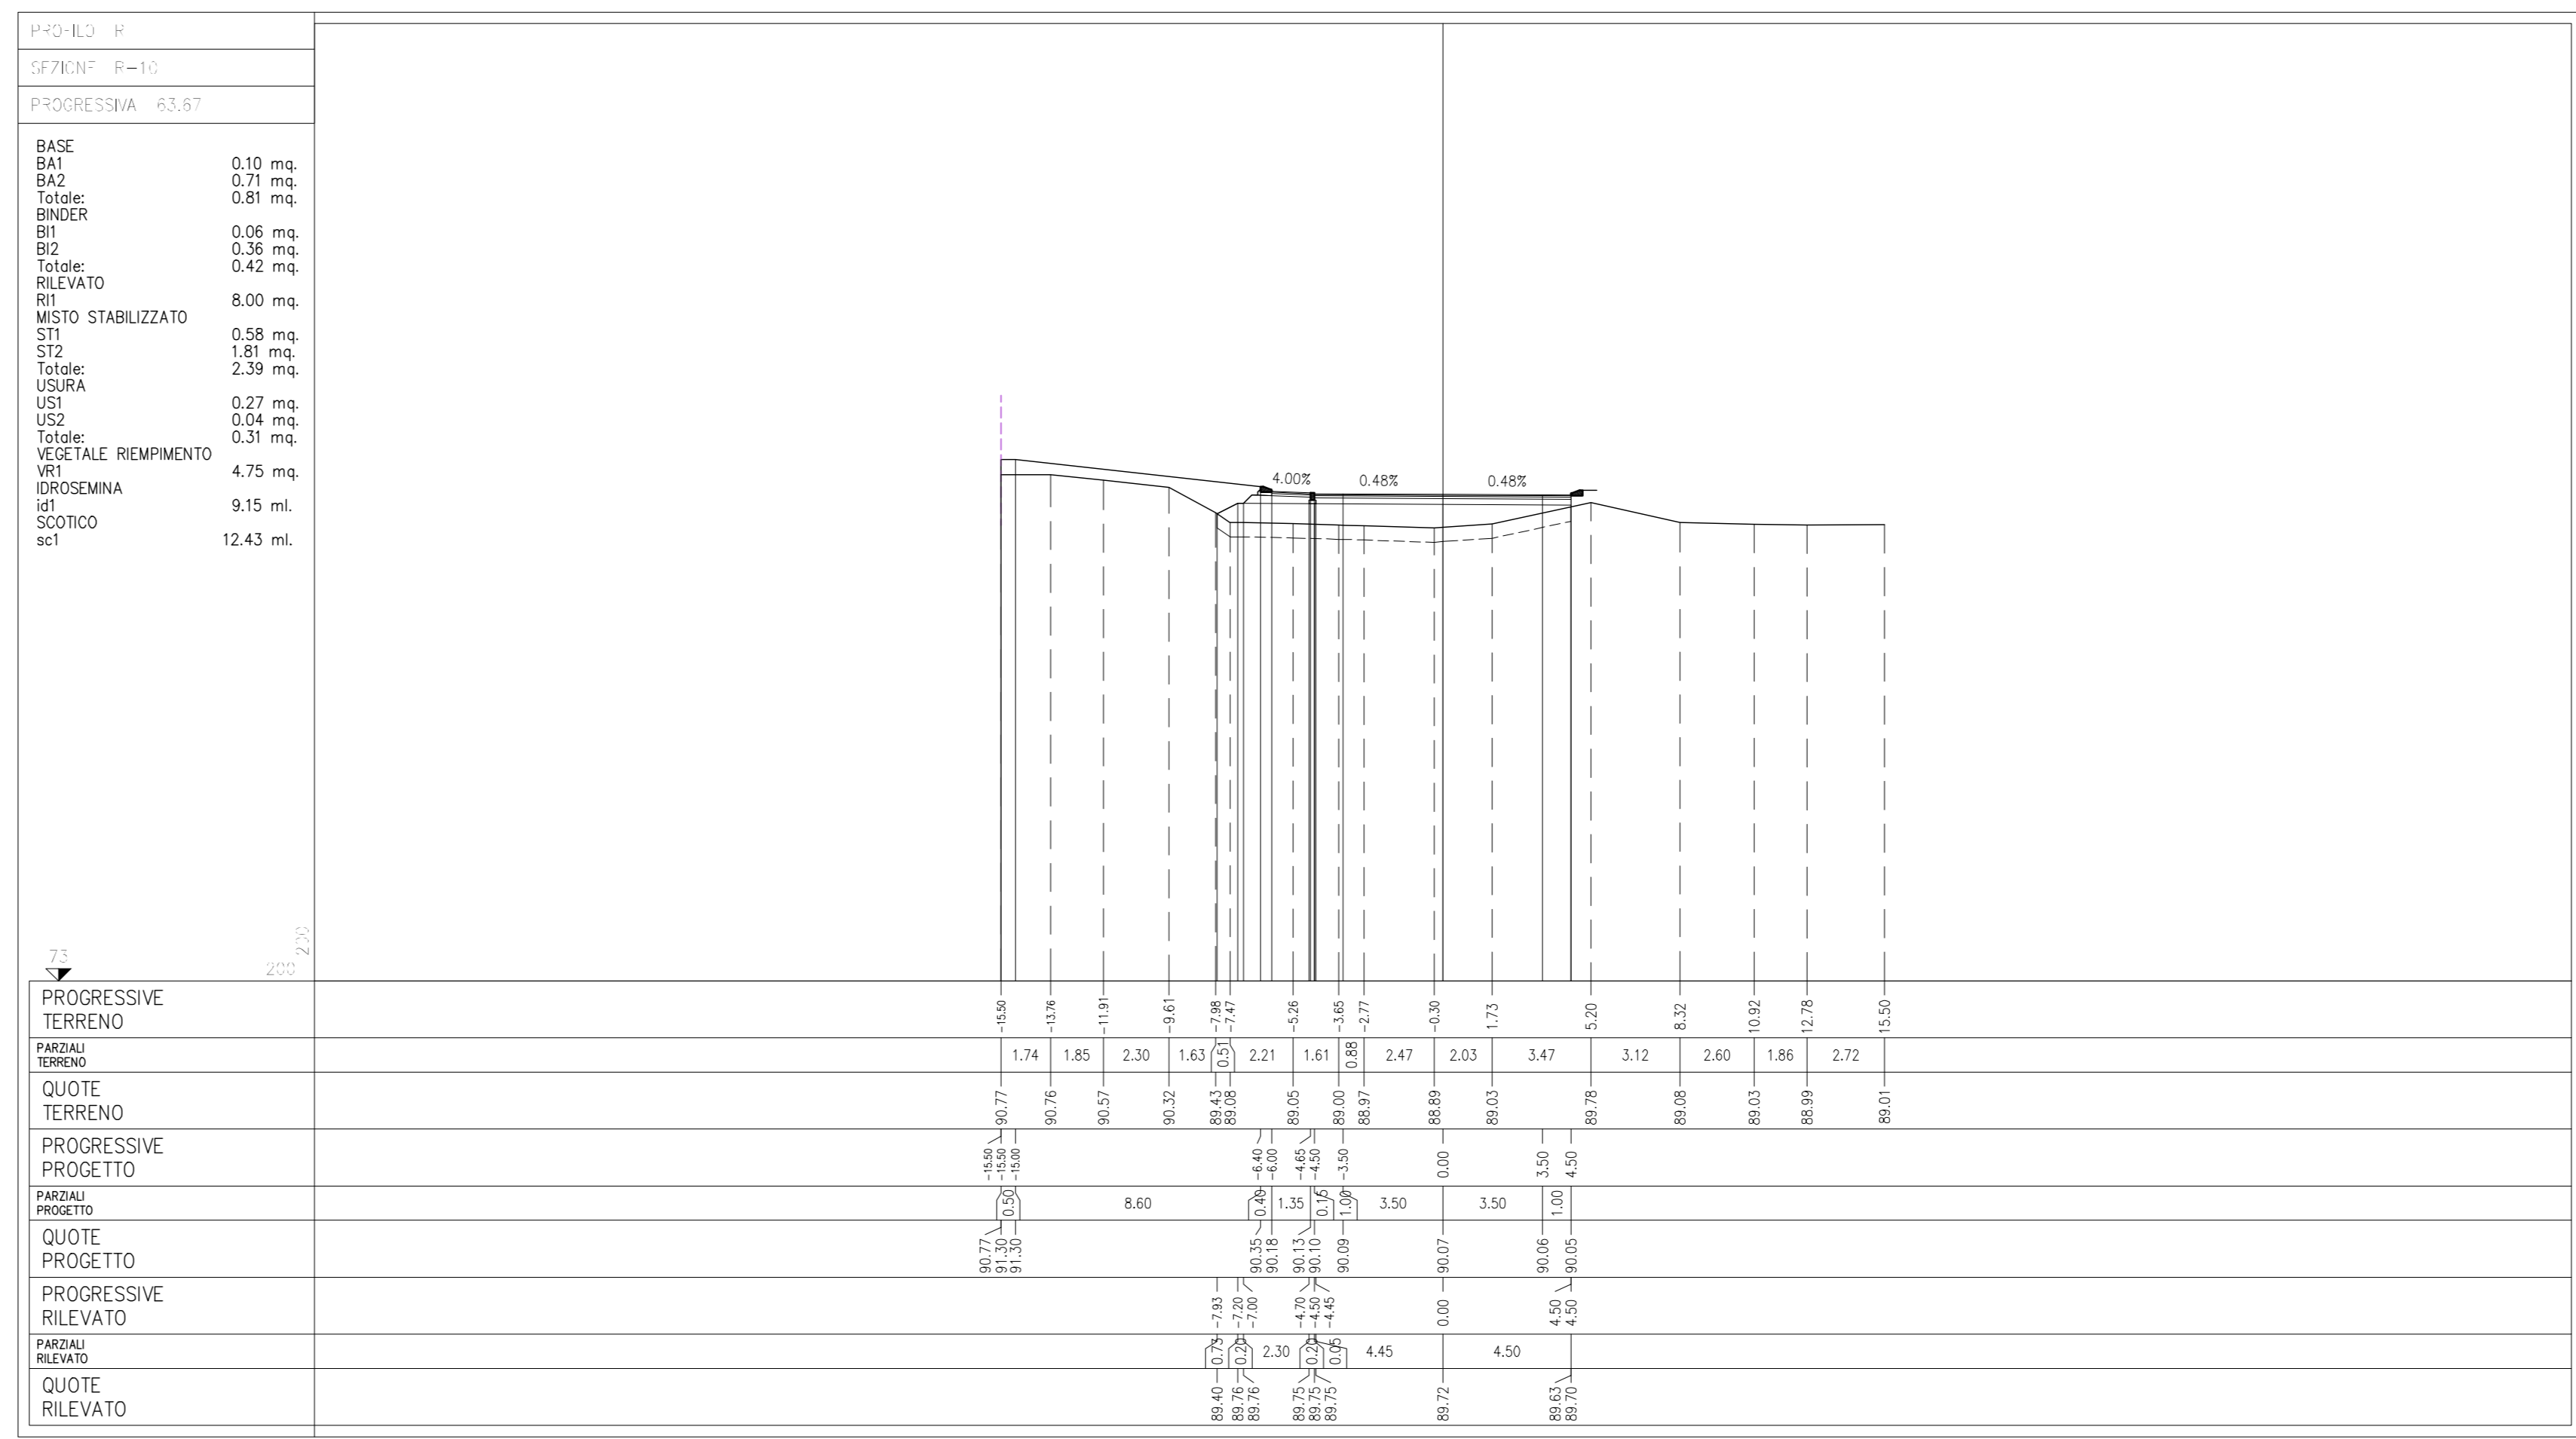 PROFILO R
SEZIONE R-10
PROGRESSIVA 63.67
BASE
BA1 0.10 mq.
BA2 0.71 mq.
Totale: 0.81 mq.
BINDER
BI1 0.06 mq.
BI2 0.36 mq.
Totale: 0.42 mq.
RILEVATO
RI1 8.00 mq.
MISTO STABILIZZATO
ST1 0.58 mq.
ST2 1.81 mq.
Totale: 2.39 mq.
USURA
US1 0.27 mq.
US2 0.04 mq.
Totale: 0.31 mq.
VEGETALE RIEMPIMENTO
VR1 4.75 mq.
IDROSEMINA
id1 9.15 ml.
SCOTICO
sc1 12.43 ml.
4.00% 0.48% 0.48%
73
200
200
PROGRESSIVE
TERRENO
-15.50 -13.76 -11.91 -9.61 -7.98 -7.47 -5.26 -3.65 -2.77 -0.30 1.73 5.20 8.32 10.92 12.78 15.50
PARZIALI
TERRENO
1.74 1.85 2.30 1.63 0.51 2.21 1.61 0.88 2.47 2.03 3.47 3.12 2.60 1.86 2.72
QUOTE
TERRENO
90.77 90.76 90.57 90.32 89.43 89.08 89.05 89.00 88.97 88.89 89.03 89.78 89.08 89.03 88.99 89.01
PROGRESSIVE
PROGETTO
-15.50 -15.50 -15.00 -6.40 -6.00 -4.65 -4.50 -3.50 0.00 3.50 4.50
PARZIALI
PROGETTO
0.50 8.60 0.40 1.35 0.15 1.00 3.50 3.50 1.00
QUOTE
PROGETTO
90.77 91.30 91.30 90.35 90.18 90.13 90.10 90.09 90.07 90.06 90.05
PROGRESSIVE
RILEVATO
-7.93 -7.20 -7.00 -4.70 -4.50 -4.45 0.00 4.50 4.50
PARZIALI
RILEVATO
0.73 0.20 2.30 0.20 0.05 4.45 4.50
QUOTE
RILEVATO
89.40 89.76 89.76 89.75 89.75 89.75 89.72 89.63 89.70